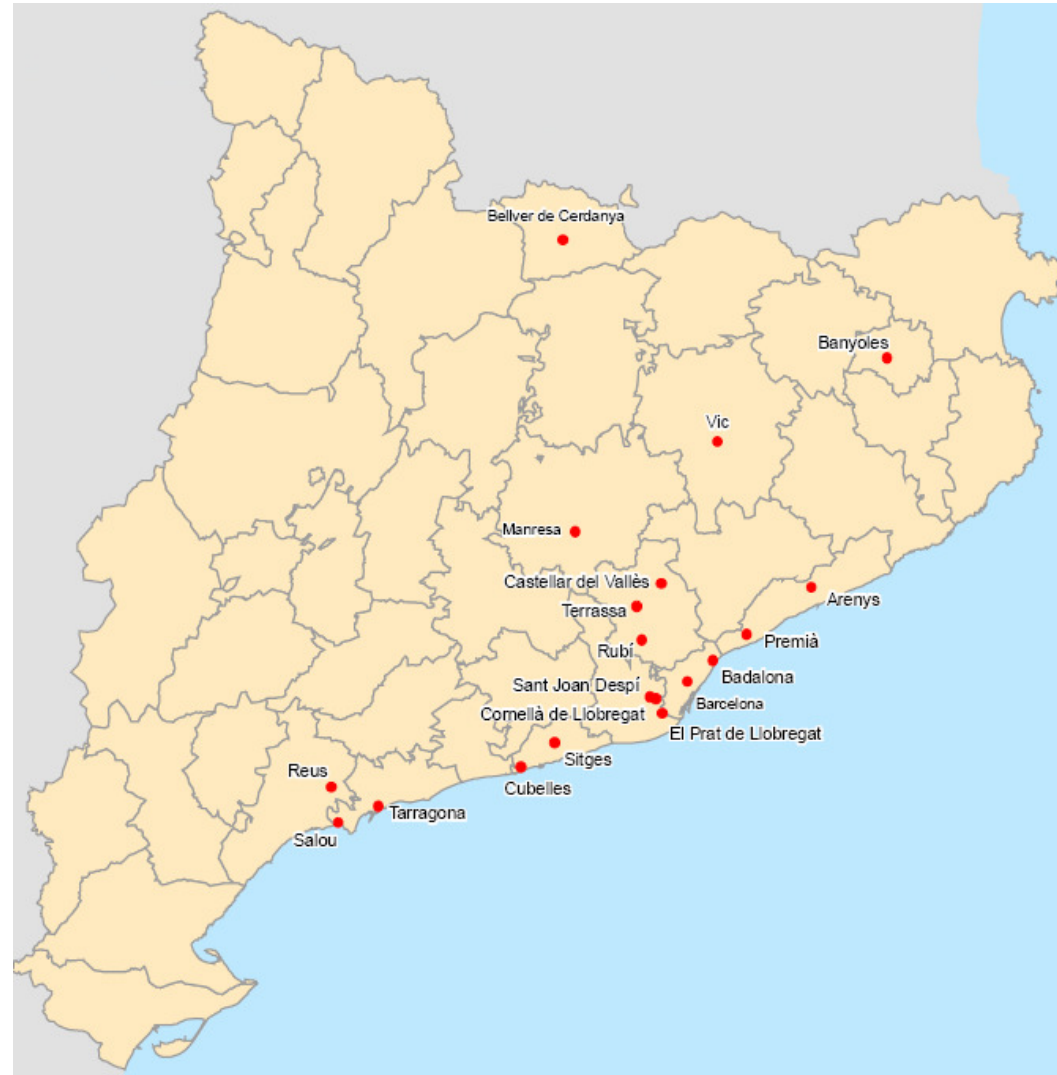 Bellver de Cerdanya
Banyoles
Vic
Manresa
Castellar del Vallès
Arenys
Terrassa
Premià
Rubí
Badalona
Sant Joan Despí
Barcelona
Cornellà de Llobregat
El Prat de Llobregat
Sitges
Reus
Cubelles
Tarragona
Salou